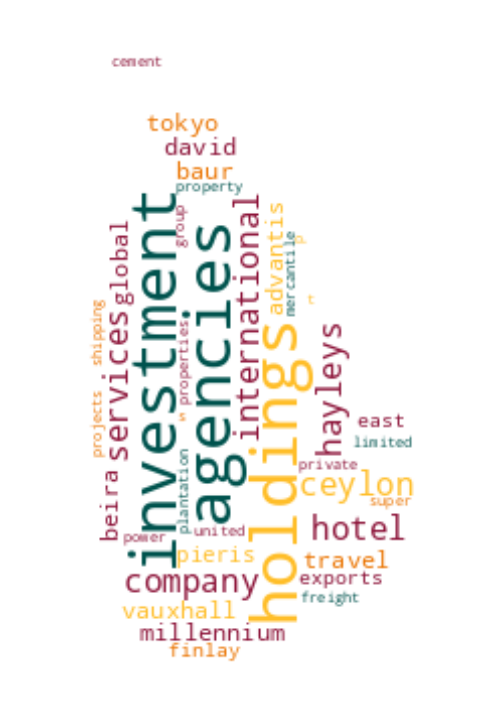 cement
tokyo
david
baur
property
group
investment
agencies
international
advantis
p
mercantile
t
global
services
shipping
projects
properties
s
holdings
hayleys
east
limited
private
ceylon
super
beira
plantation
power
united
hotel
pieris
travel
company
exports
freight
vauxhall
millennium
finlay